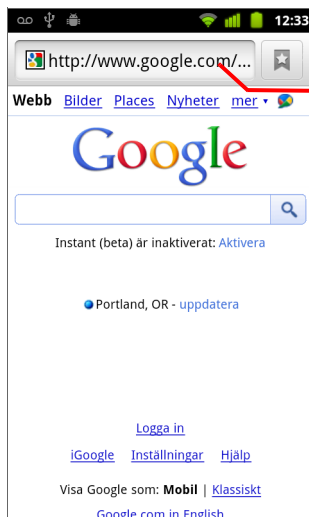 12:33
http://www.google.com/...
Webb Bilder Places Nyheter mer
Google
Instant (beta) är inaktiverat: Aktivera
Portland, OR - uppdatera
Logga in
iGoogle Inställningar Hjälp
Visa Google som: Mobil | Klassiskt
Google.com in English